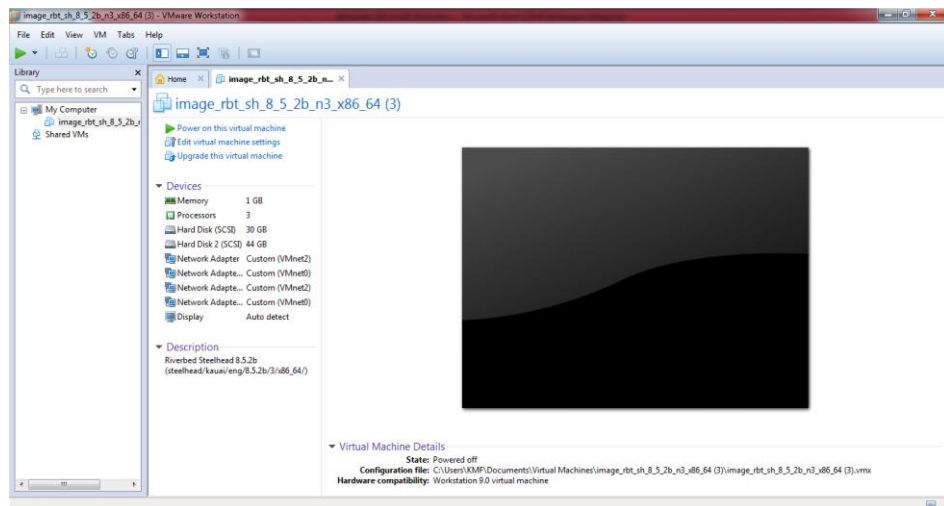 image_rbt_sh_8_5_2b_n3_x86_64 (3) - VMware Workstation
File Edit View VM Tabs Help
Library x
Type here to search
My Computer
image_rbt_sh_8_5_2b_r
Shared VMs
Home x image_rbt_sh_8_5_2b_n... x
image_rbt_sh_8_5_2b_n3_x86_64 (3)
Power on this virtual machine
Edit virtual machine settings
Upgrade this virtual machine
Devices
Memory 1 GB
Processors 3
Hard Disk (SCSI) 30 GB
Hard Disk 2 (SCSI) 44 GB
Network Adapter Custom (VMnet2)
Network Adapte... Custom (VMnet0)
Network Adapte... Custom (VMnet2)
Network Adapte... Custom (VMnet0)
Display Auto detect
Description
Riverbed Steelhead 8.5.2b
(steelhead/kauai/eng/8.5.2b/3/x86_64/)
Virtual Machine Details
State: Powered off
Configuration file: C:\Users\KMF\Documents\Virtual Machines\image_rbt_sh_8_5_2b_n3_x86_64 (3)\image_rbt_sh_8_5_2b_n3_x86_64 (3).vmx
Hardware compatibility: Workstation 9.0 virtual machine